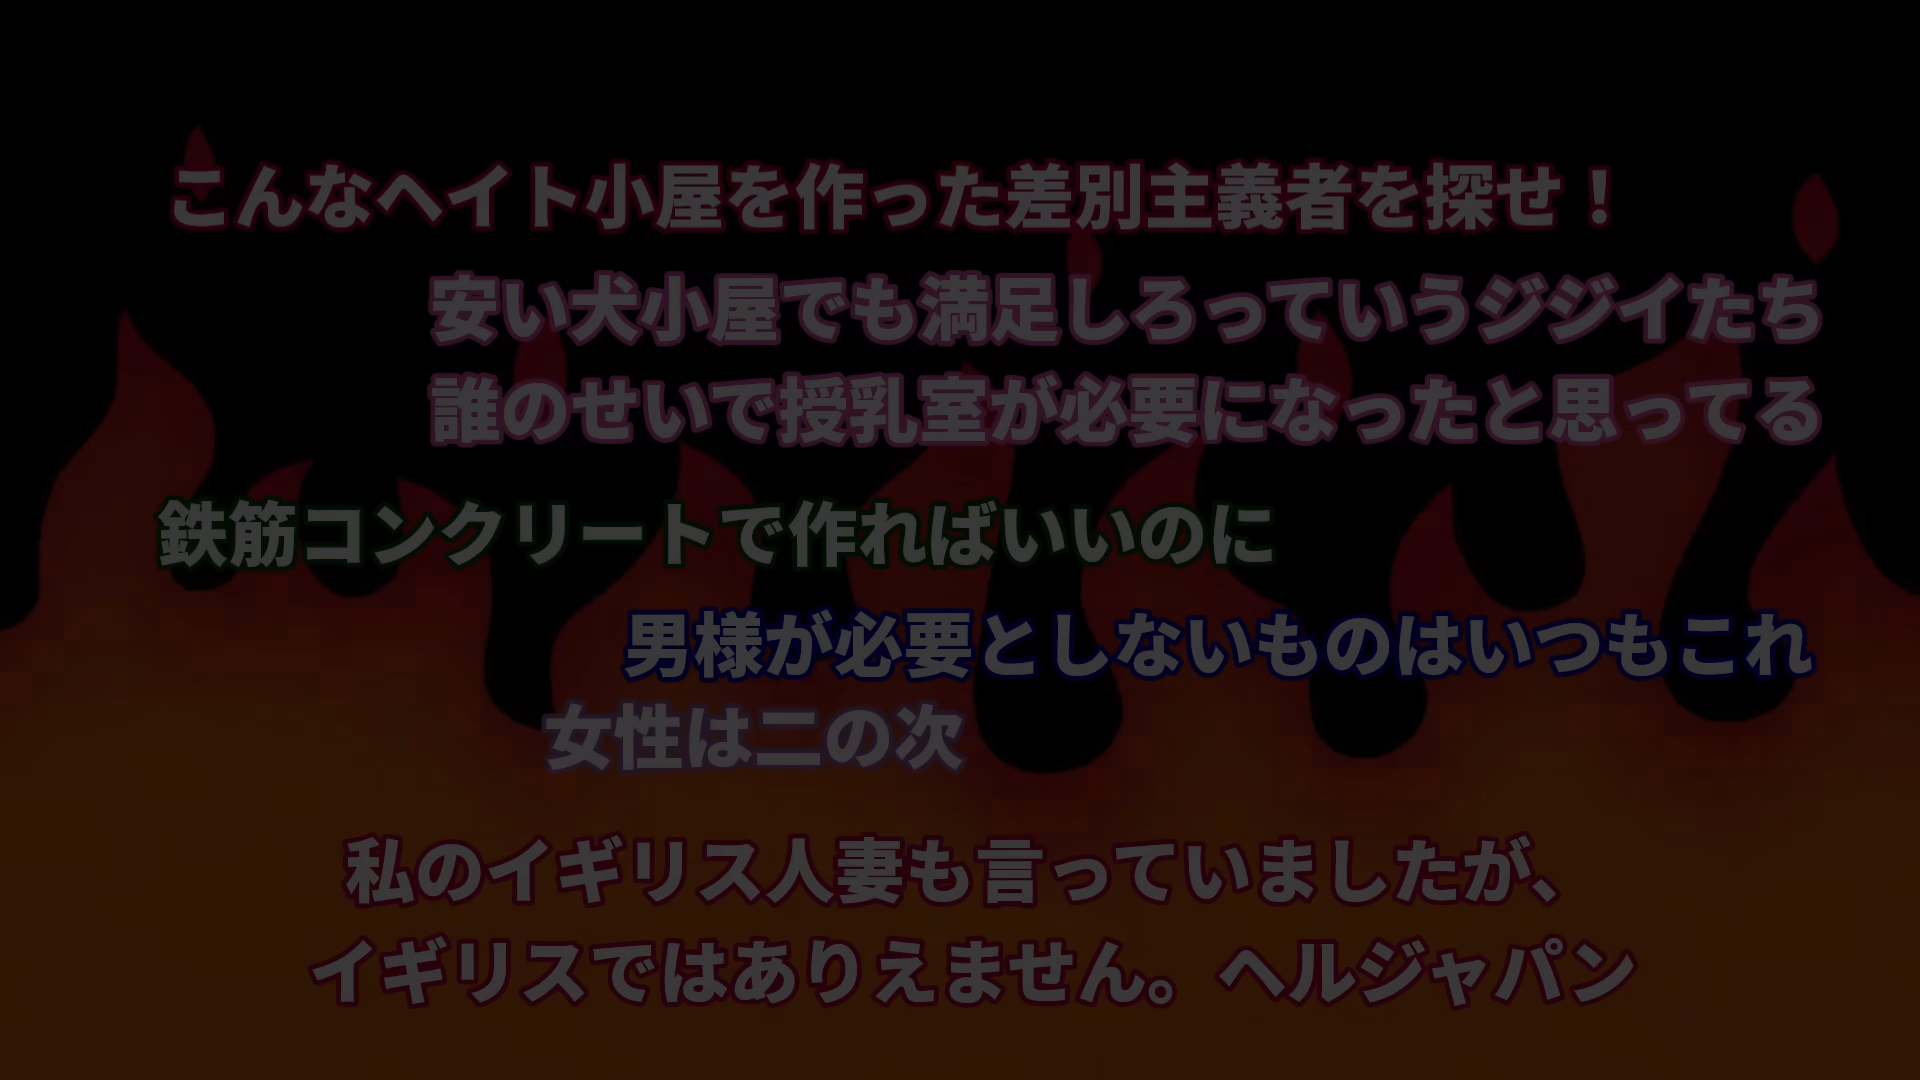 こんなヘイト小屋を作った差別主義者を探せ！
安い犬小屋でも満足しろっていうジジイたち
誰のせいで授乳室が必要になったと思ってる
鉄筋コンクリートで作ればいいのに
男様が必要としないものはいつもこれ
女性は二の次
私のイギリス人妻も言っていましたが、
イギリスではありえません。ヘルジャパン